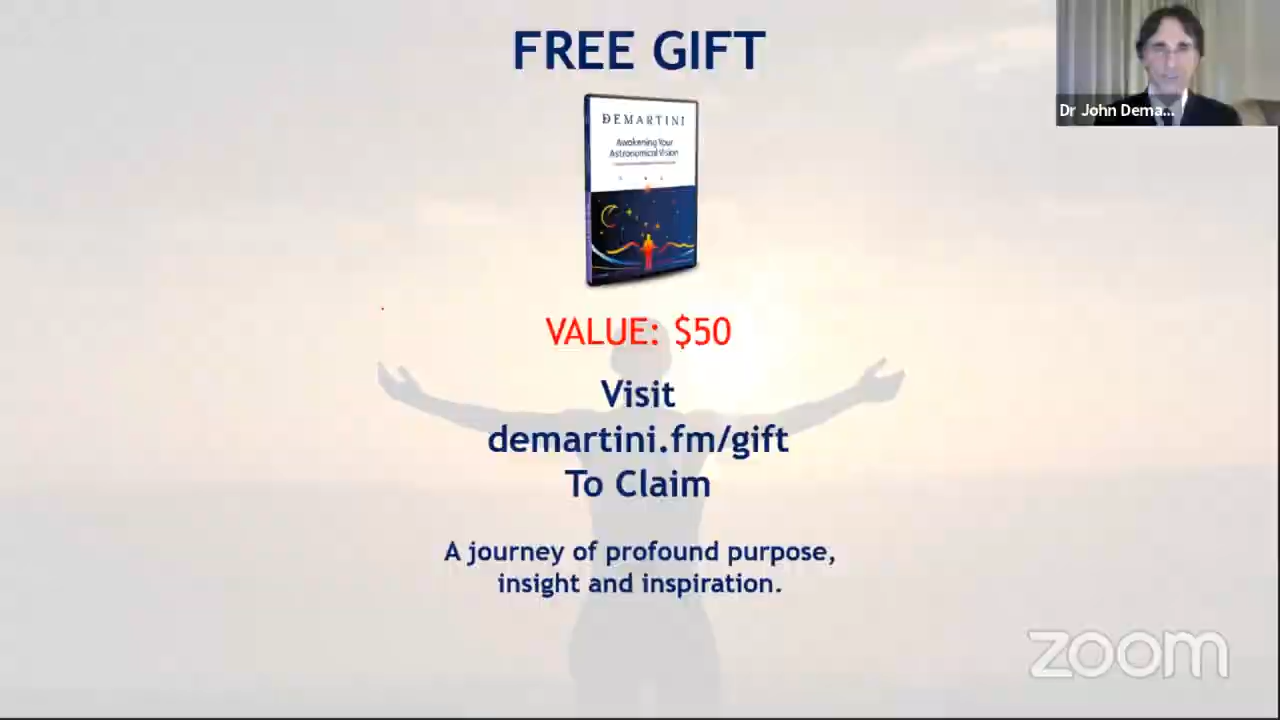 FREE GIFT
Dr John Dema...
DEMARTINI
Awakening Your
Astronomical Vision
VALUE: $50
Visit
demartini.fm/gift
To Claim
A journey of profound purpose,
insight and inspiration.
zoom